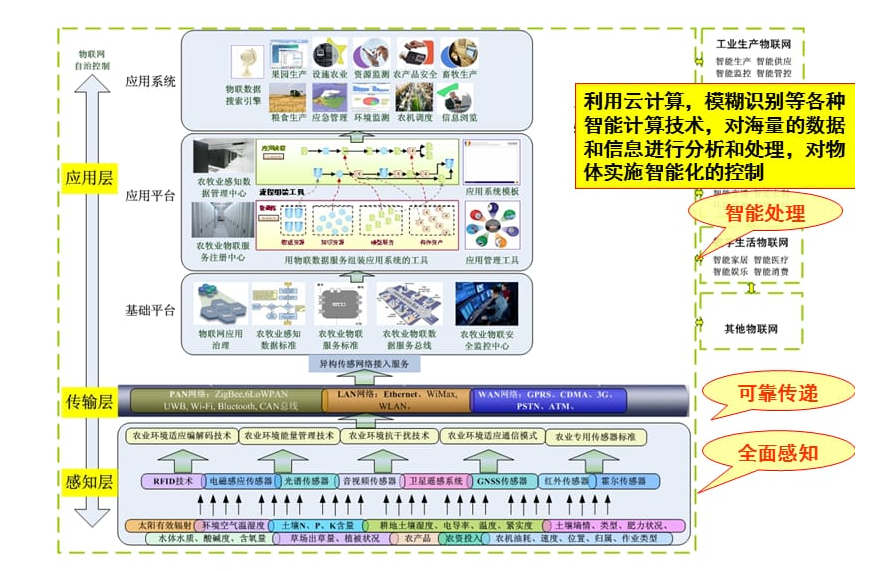 物联网
自治控制
应用层
传输层
感知层
应用系统
物联数据
搜索引擎
果园生产 设施农业 资源监测 农产品安全 畜牧生产
粮食生产 应急管理 环境监测 农机调度 信息浏览
应用平台
农牧业感知数
据管理中心
农牧业物联服
务注册中心
流程组装工具
用物联数据服务组装应用系统的工具
应用系统模板
应用管理工具
基础平台
物联网应用
治理
农牧业感知
数据标准
农牧业物联
服务标准
农牧业物联数
据服务总线
农牧业物联安
全监控中心
异构传感网络接入服务
PAN网络：ZigBee,6LoWPAN
UWB, Wi-Fi, Bluetooth, CAN总线
LAN网络：Ethernet、WiMax,
WLAN、
WAN网络：GPRS、CDMA、3G、
PSTN、ATM、
农业环境适应编解码技术 农业环境能量管理技术 农业环境抗干扰技术 农业环境适应通信模式 农业专用传感器标准
RFID技术 电磁感应传感器 光谱传感器 音视频传感器 卫星遥感系统 GNSS传感器 红外传感器 霍尔传感器
太阳有效辐射 环境空气温湿度 土壤N、P、K含量 耕地土壤湿度、电导率、温度、紧实度 土壤墒情、类型、肥力状况、
水体水质、酸碱度、含氧量 草场出草量、植被状况 农产品 农资投入 农机油耗、速度、位置、归属、作业类型
工业生产物联网
智能生产 智能供应
智能监控 智能管控
利用云计算，模糊识别等各种
智能计算技术，对海量的数据
和信息进行分析和处理，对物
体实施智能化的控制
智能处理
生活物联网
智能家居 智能医疗
智能娱乐 智能消费
其他物联网
可靠传递
全面感知